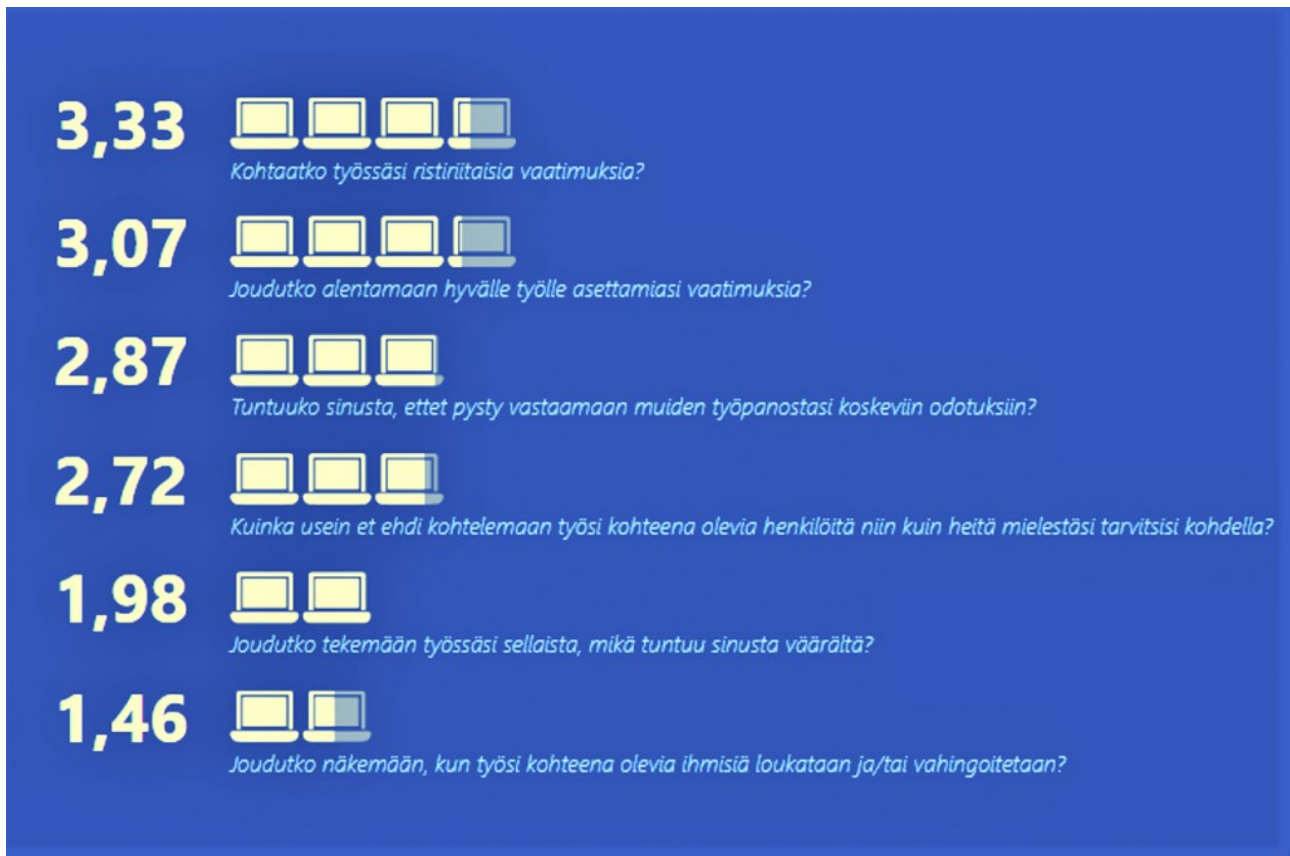 3,33
Kohtaatko työssäsi ristiriitaisia vaatimuksia?
3,07
Joudutko alentamaan hyvälle työlle asettamiasi vaatimuksia?
2,87
Tuntuuko sinusta, ettet pysty vastaamaan muiden työpanostasi koskeviin odotuksiin?
2,72
Kuinka usein et ehdi kohtelemaan työsi kohteena olevia henkilöitä niin kuin heitä mielestäsi tarvitsisi kohdella?
1,98
Joudutko tekemään työssäsi sellaista, mikä tuntuu sinusta väärältä?
1,46
Joudutko näkemään, kun työsi kohteena olevia ihmisiä loukataan ja/tai vahingoitetaan?